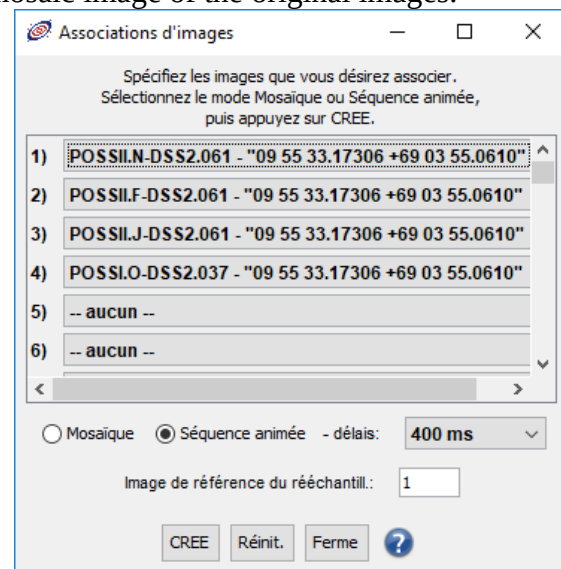 mosaic image of the original images.
Associations d'images
Spécifiez les images que vous désirez associer.
Sélectionnez le mode Mosaïque ou Séquence animée,
puis appuyez sur CREE.
1) POSSII.N-DSS2.061 - "09 55 33.17306 +69 03 55.0610"
2) POSSII.F-DSS2.061 - "09 55 33.17306 +69 03 55.0610"
3) POSSII.J-DSS2.061 - "09 55 33.17306 +69 03 55.0610"
4) POSSI.O-DSS2.037 - "09 55 33.17306 +69 03 55.0610"
5) -- aucun --
6) -- aucun --
Mosaïque Séquence animée - délais: 400 ms
Image de référence du rééchantill.: 1
CREE Réinit. Ferme ?